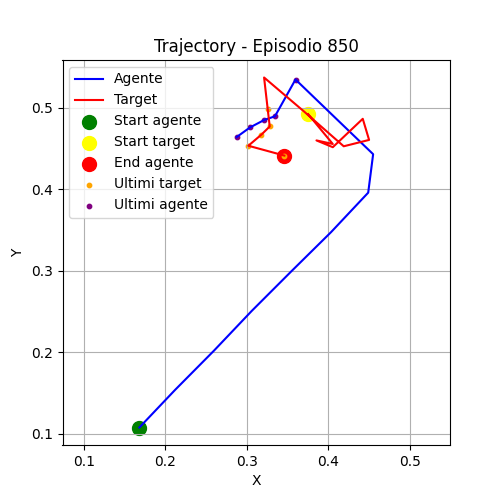 Trajectory - Episodio 850
Agente
Target
Start agente
Start target
End agente
Ultimi target
Ultimi agente
Y
0.5
0.4
0.3
0.2
0.1
0.1 0.2 0.3 0.4 0.5
X